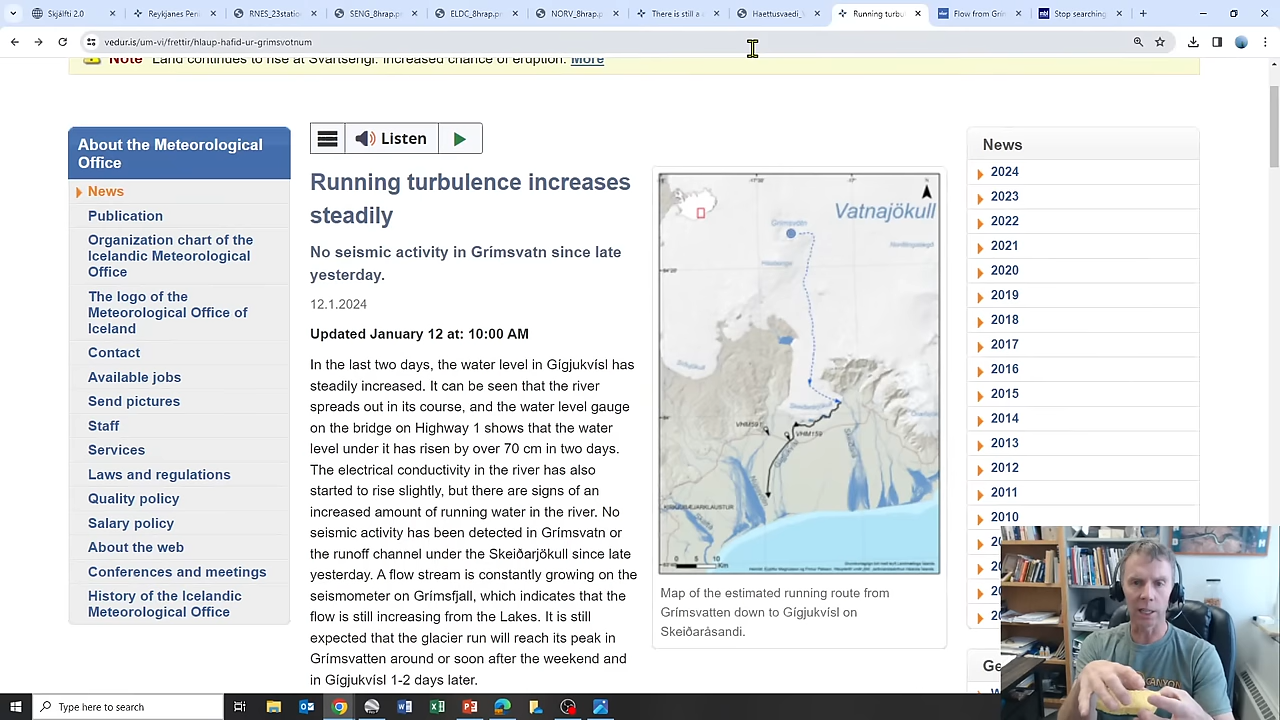 Skjálfti 2.0
Reykjanes Pen
RNES_23station
SENG_8hrap.p
ELDC_8hrap.pn
NORV_8hrap.p
There is still a c
Haettusvaedi_V
Running turbul
Flow from Grím
Stop searching
vedur.is/um-vi/frettir/hlaup-hafid-ur-grimsvotnum
Note Land continues to rise at Svartsengi. Increased chance of eruption. More
About the Meteorological
Office
News
Publication
Organization chart of the
Icelandic Meteorological
Office
The logo of the
Meteorological Office of
Iceland
Contact
Available jobs
Send pictures
Staff
Services
Laws and regulations
Quality policy
Salary policy
About the web
Conferences and meetings
History of the Icelandic
Meteorological Office
Listen
Running turbulence increases
steadily
No seismic activity in Grímsvatn since late
yesterday.
12.1.2024
Updated January 12 at: 10:00 AM
In the last two days, the water level in Gígjukvísl has
steadily increased. It can be seen that the river
spreads out in its course, and the water level gauge
on the bridge on Highway 1 shows that the water
level under it has risen by over 70 cm in two days.
The electrical conductivity in the river has also
started to rise slightly, but there are signs of an
increased amount of running water in the river. No
seismic activity has been detected in Grímsvatn or
the runoff channel under the Skeiðarjökull since late
yesterday. A flow stream is constantly growing on the
seismometer on Grímsfjall, which indicates that the
flow is still increasing from the Lakes. It is still
expected that the glacier run will reach its peak in
Grímsvatten around or soon after the weekend and
in Gígjukvísl 1-2 days later.
N
Vatnajökull
Grímsvötn
VHM159
0 5 10
Km
Map of the estimated running route from
Grímsvatten down to Gígjukvísl on
Skeiðarásandi.
News
2024
2023
2022
2021
2020
2019
2018
2017
2016
2015
2014
2013
2012
2011
2010
Ge
CANYON
Type here to search